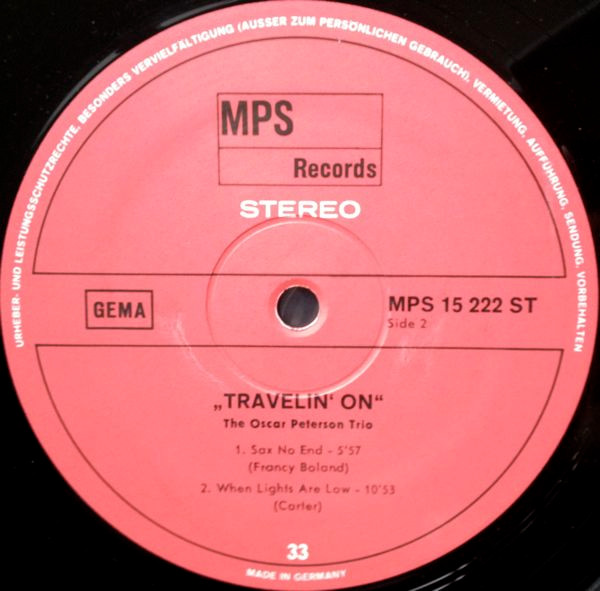 URHEBER- UND LEISTUNGSSCHUTZRECHTE, BESONDERS VERVIELFÄLTIGUNG (AUSSER ZUM PERSÖNLICHEN GEBRAUCH), VERMIETUNG, AUFFÜHRUNG, SENDUNG, VORBEHALTEN
MPS
Records
STEREO
GEMA
MPS 15 222 ST
Side 2
„TRAVELIN' ON“
The Oscar Peterson Trio
1. Sax No End - 5'57
(Francy Boland)
2. When Lights Are Low - 10'53
(Carter)
33
MADE IN GERMANY